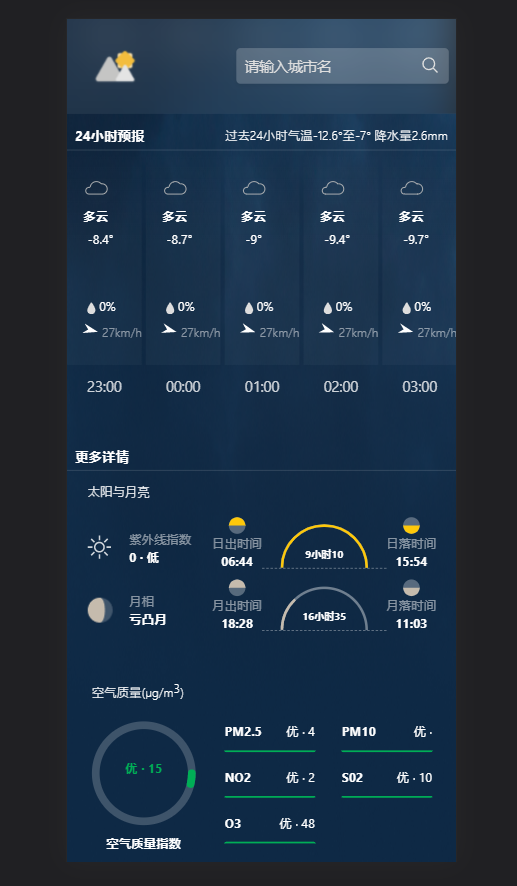 请输入城市名
24小时预报 过去24小时气温-12.6°至-7° 降水量2.6mm
多云 多云 多云 多云 多云
-8.4° -8.7° -9° -9.4° -9.7°
0% 0% 0% 0% 0%
27km/h 27km/h 27km/h 27km/h 27km/h
23:00 00:00 01:00 02:00 03:00
更多详情
太阳与月亮
紫外线指数 日出时间 日落时间
0 · 低 06:44 9小时10 15:54
月相 月出时间 月落时间
亏凸月 18:28 16小时35 11:03
空气质量(μg/m3)
PM2.5 优 · 4 PM10 优 ·
优 · 15
NO2 优 · 2 S02 优 · 10
O3 优 · 48
空气质量指数